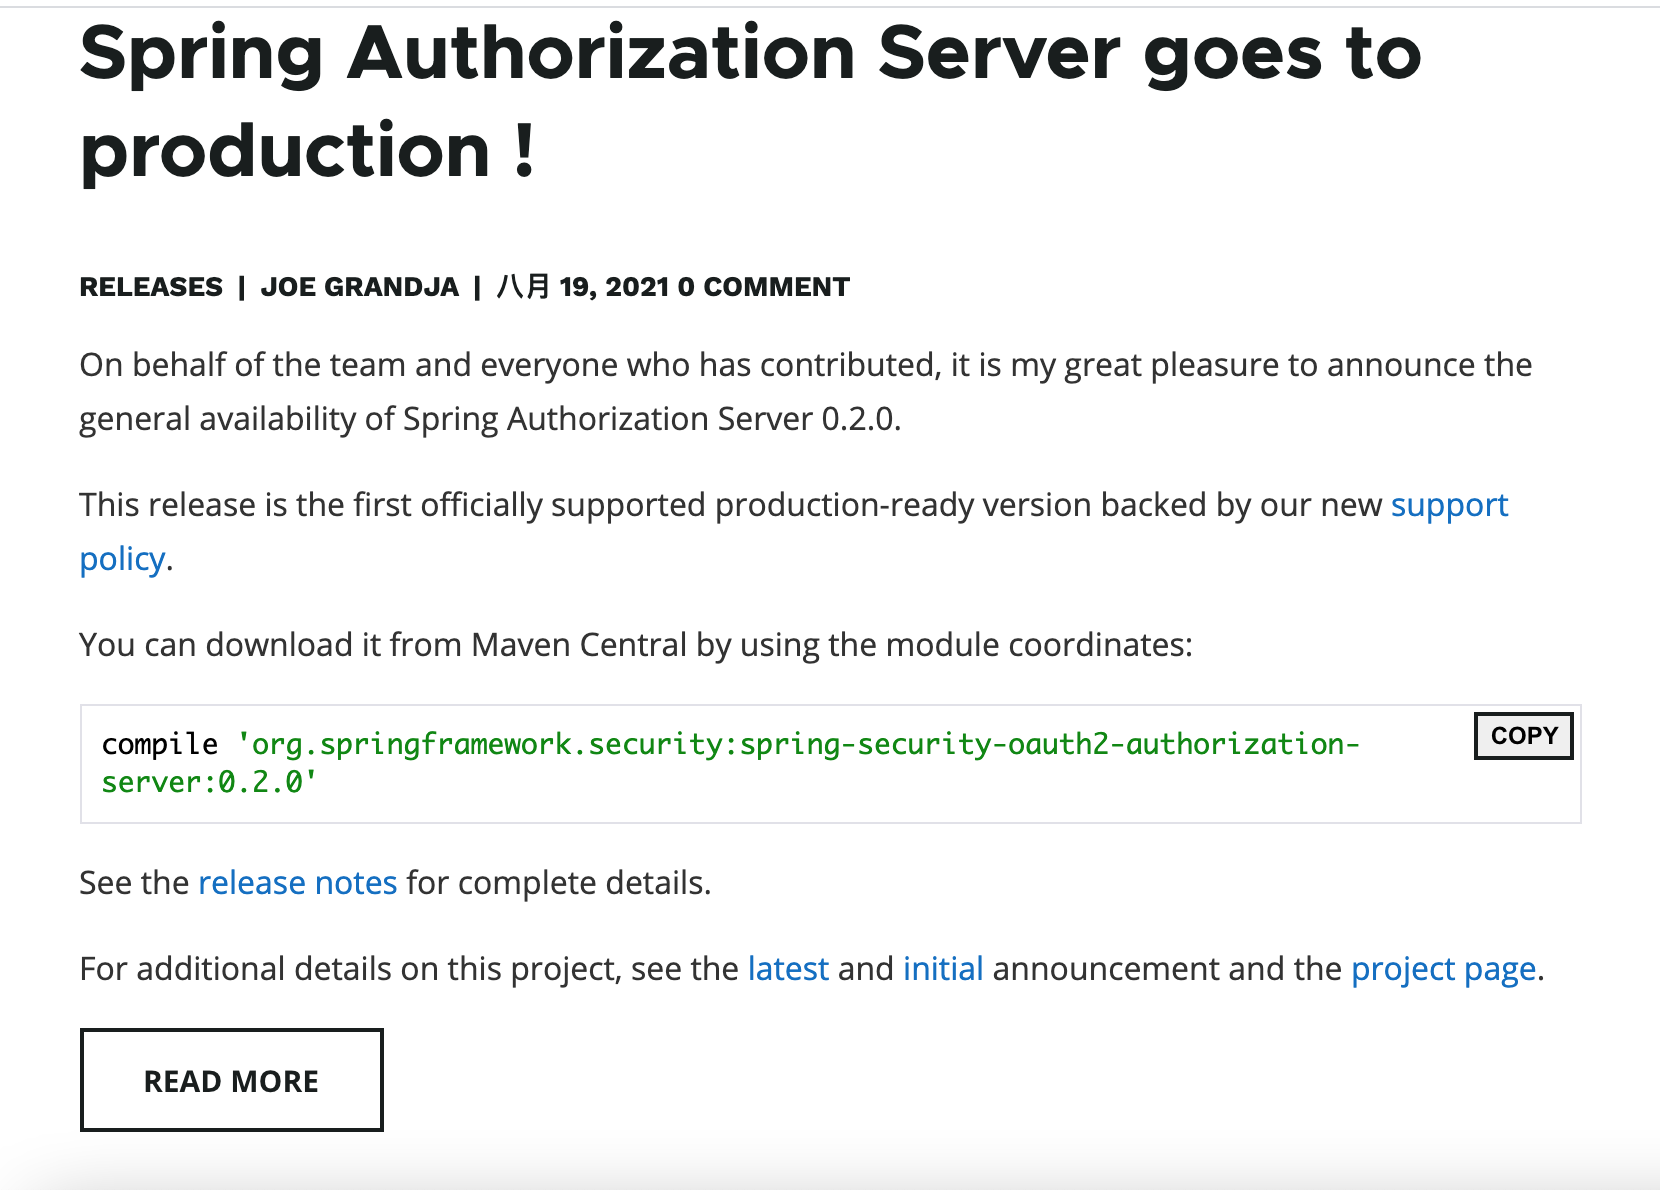 Spring Authorization Server goes to
production !
RELEASES | JOE GRANDJA | 八月 19, 2021 0 COMMENT
On behalf of the team and everyone who has contributed, it is my great pleasure to announce the
general availability of Spring Authorization Server 0.2.0.
This release is the first officially supported production-ready version backed by our new support
policy.
You can download it from Maven Central by using the module coordinates:
compile 'org.springframework.security:spring-security-oauth2-authorization-
COPY
server:0.2.0'
See the release notes for complete details.
For additional details on this project, see the latest and initial announcement and the project page.
READ MORE